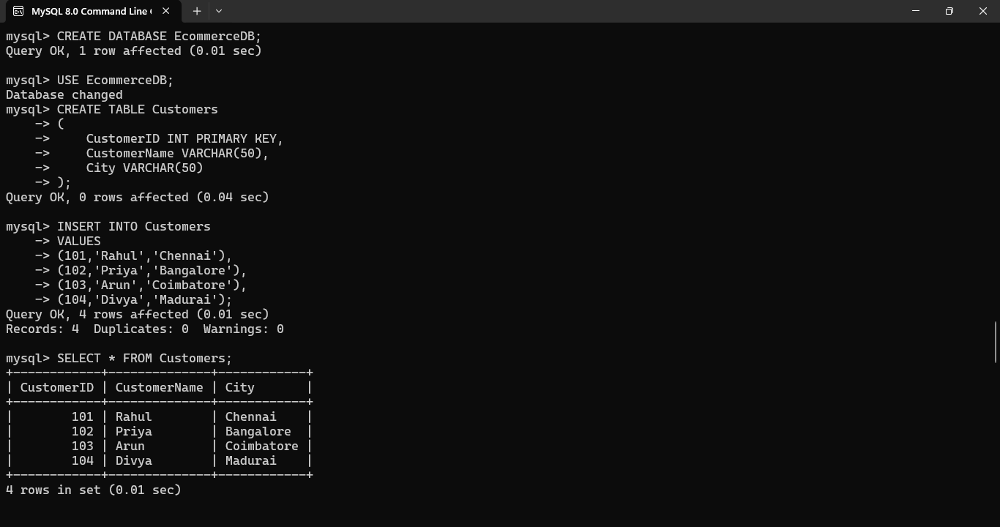 MySQL 8.0 Command Line
mysql> CREATE DATABASE EcommerceDB;
Query OK, 1 row affected (0.01 sec)
mysql> USE EcommerceDB;
Database changed
mysql> CREATE TABLE Customers
    -> (
    ->     CustomerID INT PRIMARY KEY,
    ->     CustomerName VARCHAR(50),
    ->     City VARCHAR(50)
    -> );
Query OK, 0 rows affected (0.04 sec)
mysql> INSERT INTO Customers
    -> VALUES
    -> (101,'Rahul','Chennai'),
    -> (102,'Priya','Bangalore'),
    -> (103,'Arun','Coimbatore'),
    -> (104,'Divya','Madurai');
Query OK, 4 rows affected (0.01 sec)
Records: 4  Duplicates: 0  Warnings: 0
mysql> SELECT * FROM Customers;
+------------+--------------+------------+
| CustomerID | CustomerName | City       |
+------------+--------------+------------+
|        101 | Rahul        | Chennai    |
|        102 | Priya        | Bangalore  |
|        103 | Arun         | Coimbatore |
|        104 | Divya        | Madurai    |
+------------+--------------+------------+
4 rows in set (0.01 sec)